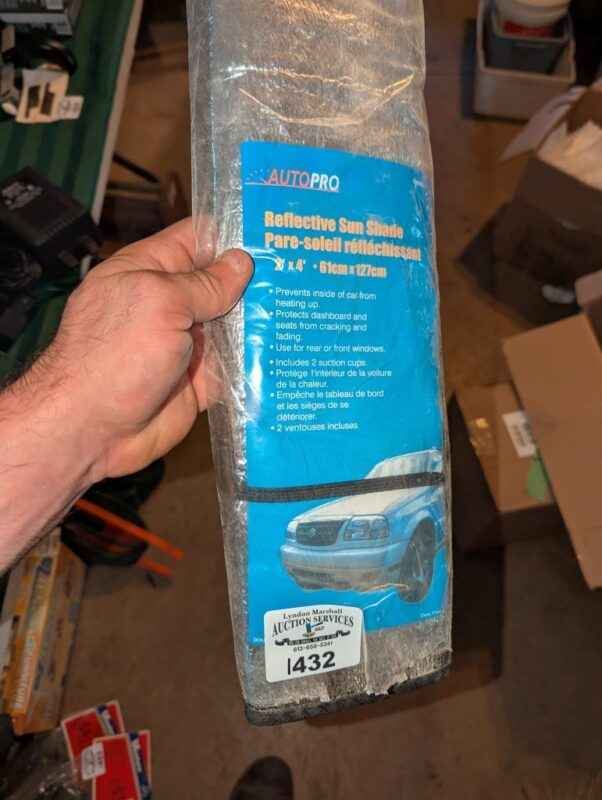 AUTOPRO
Reflective Sun Shade
Pare-soleil réfléchissant
2' x 4' • 61cm x 127cm
• Prevents inside of car from
heating up.
• Protects dashboard and
seats from cracking and
fading.
• Use for rear or front windows.
• Includes 2 suction cups.
• Protège l'intérieur de la voiture
de la chaleur.
• Empêche le tableau de bord
et les sièges de se
détériorer.
• 2 ventouses incluses.
Lyndon Marshall
AUCTION SERVICES
1432